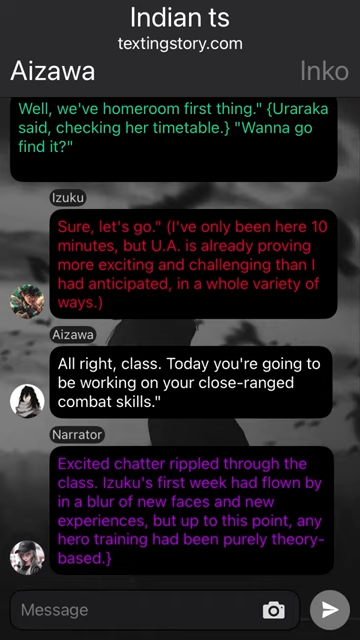 Indian ts
textingstory.com
Aizawa
Inko
Well, we've homeroom first thing." {Uraraka
said, checking her timetable.} "Wanna go
find it?"
Izuku
Sure, let's go." (I've only been here 10
minutes, but U.A. is already proving
more exciting and challenging than I
had anticipated, in a whole variety of
ways.)
Aizawa
All right, class. Today you're going to
be working on your close-ranged
combat skills."
Narrator
Excited chatter rippled through the
class. Izuku's first week had flown by
in a blur of new faces and new
experiences, but up to this point, any
hero training had been purely theory-
based.}
Message